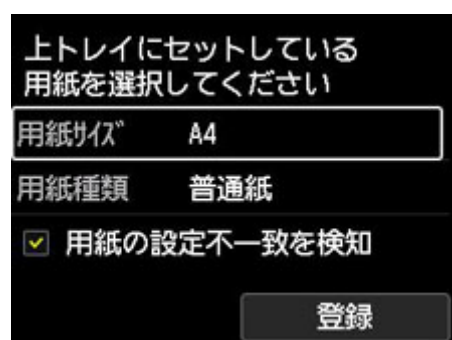 上トレイにセットしている
用紙を選択してください
用紙ｻｲｽﾞ A4
用紙種類 普通紙
用紙の設定不一致を検知
登録